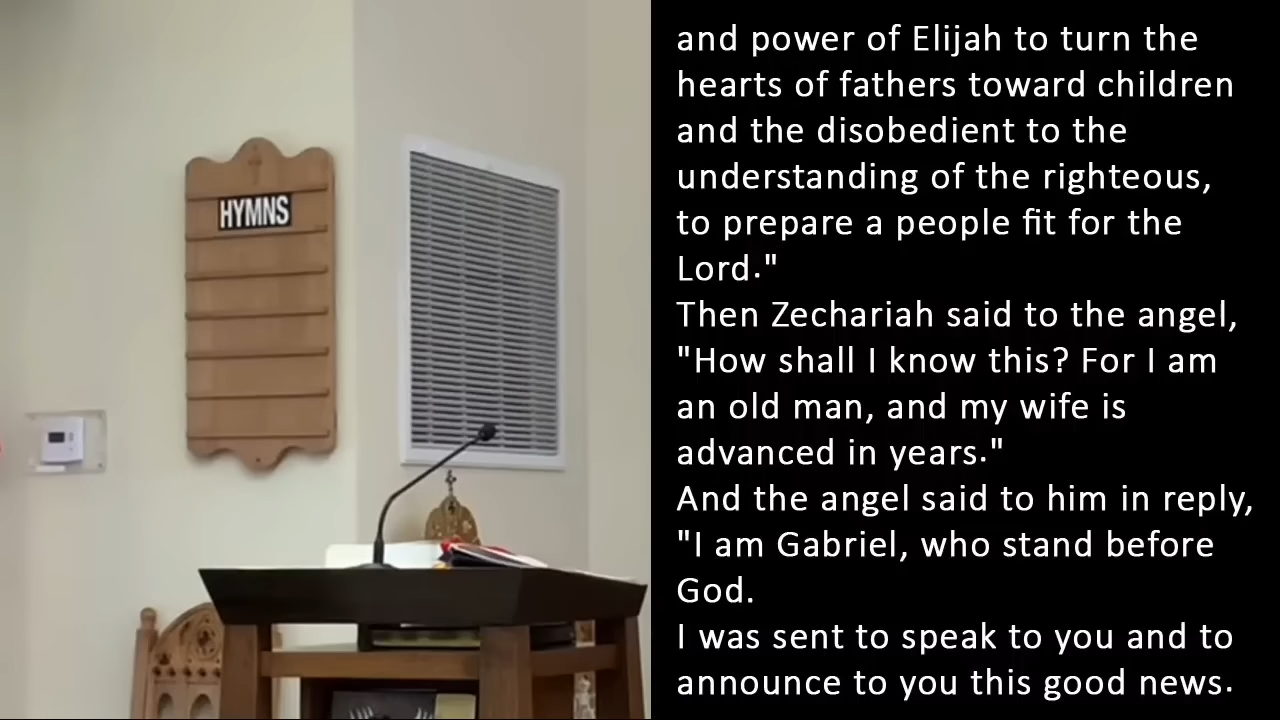 HYMNS
and power of Elijah to turn the
hearts of fathers toward children
and the disobedient to the
understanding of the righteous,
to prepare a people fit for the
Lord."
Then Zechariah said to the angel,
"How shall I know this? For I am
an old man, and my wife is
advanced in years."
And the angel said to him in reply,
"I am Gabriel, who stand before
God.
I was sent to speak to you and to
announce to you this good news.